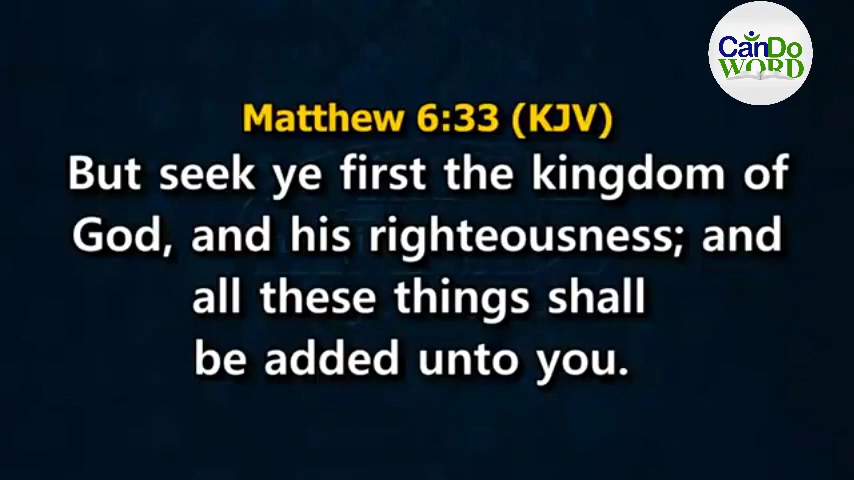 CanDo
WORD
Matthew 6:33 (KJV)
But seek ye first the kingdom of
God, and his righteousness; and
all these things shall
be added unto you.